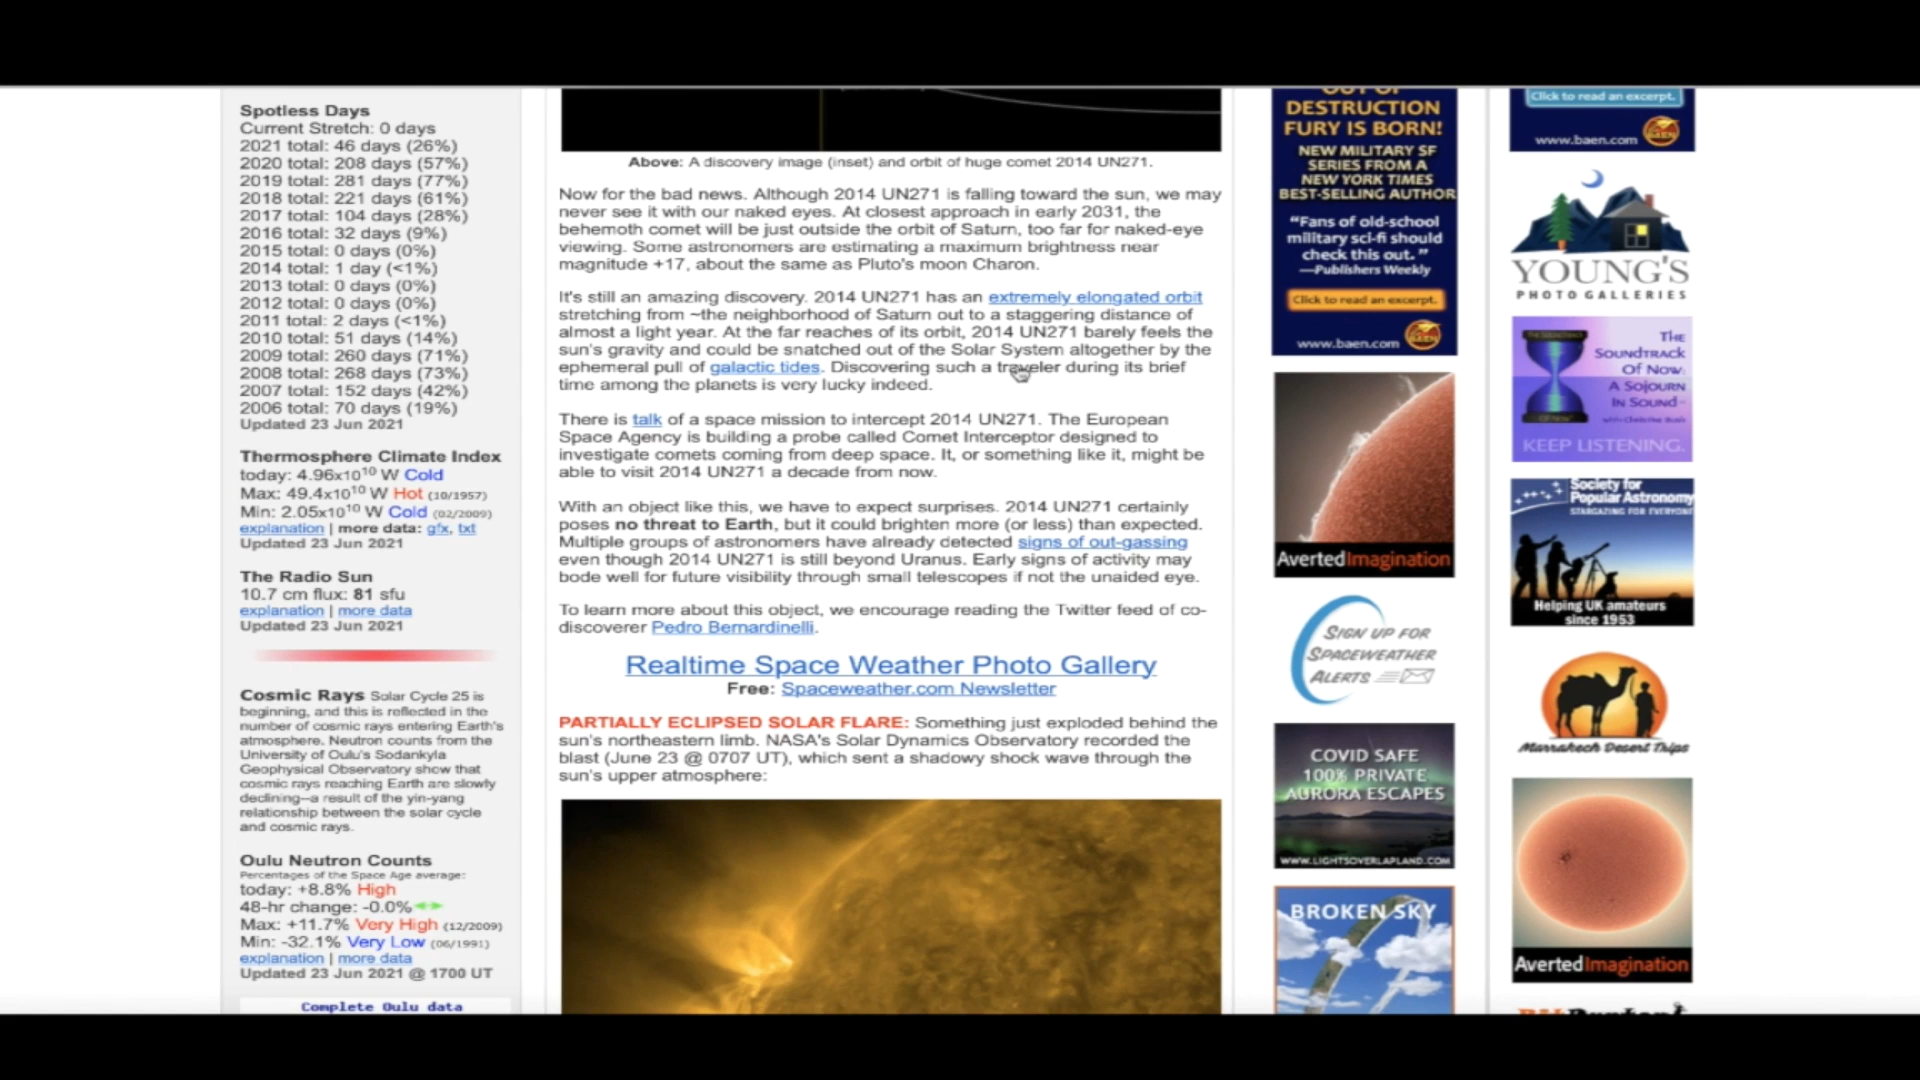 Spotless Days
Current Stretch: 0 days
2021 total: 46 days (26%)
2020 total: 208 days (57%)
2019 total: 281 days (77%)
2018 total: 221 days (61%)
2017 total: 104 days (28%)
2016 total: 32 days (9%)
2015 total: 0 days (0%)
2014 total: 1 day (<1%)
2013 total: 0 days (0%)
2012 total: 0 days (0%)
2011 total: 2 days (<1%)
2010 total: 51 days (14%)
2009 total: 260 days (71%)
2008 total: 268 days (73%)
2007 total: 152 days (42%)
2006 total: 70 days (19%)
Updated 23 Jun 2021
Thermosphere Climate Index
today: 4.96x10¹⁰ W Cold
Max: 49.4x10¹⁰ W Hot (10/1957)
Min: 2.05x10¹⁰ W Cold (02/2009)
explanation | more data: gfx, txt
Updated 23 Jun 2021
The Radio Sun
10.7 cm flux: 81 sfu
explanation | more data
Updated 23 Jun 2021
Cosmic Rays Solar Cycle 25 is
beginning, and this is reflected in the
number of cosmic rays entering Earth's
atmosphere. Neutron counts from the
University of Oulu's Sodankyla
Geophysical Observatory show that
cosmic rays reaching Earth are slowly
declining--a result of the yin-yang
relationship between the solar cycle
and cosmic rays.
Oulu Neutron Counts
Percentages of the Space Age average:
today: +8.8% High
48-hr change: -0.0%
Max: +11.7% Very High (12/2009)
Min: -32.1% Very Low (06/1991)
explanation | more data
Updated 23 Jun 2021 @ 1700 UT
Complete Oulu data
Above: A discovery image (inset) and orbit of huge comet 2014 UN271.
Now for the bad news. Although 2014 UN271 is falling toward the sun, we may
never see it with our naked eyes. At closest approach in early 2031, the
behemoth comet will be just outside the orbit of Saturn, too far for naked-eye
viewing. Some astronomers are estimating a maximum brightness near
magnitude +17, about the same as Pluto's moon Charon.
It's still an amazing discovery. 2014 UN271 has an extremely elongated orbit
stretching from ~the neighborhood of Saturn out to a staggering distance of
almost a light year. At the far reaches of its orbit, 2014 UN271 barely feels the
sun's gravity and could be snatched out of the Solar System altogether by the
ephemeral pull of galactic tides. Discovering such a traveler during its brief
time among the planets is very lucky indeed.
There is talk of a space mission to intercept 2014 UN271. The European
Space Agency is building a probe called Comet Interceptor designed to
investigate comets coming from deep space. It, or something like it, might be
able to visit 2014 UN271 a decade from now.
With an object like this, we have to expect surprises. 2014 UN271 certainly
poses no threat to Earth, but it could brighten more (or less) than expected.
Multiple groups of astronomers have already detected signs of out-gassing
even though 2014 UN271 is still beyond Uranus. Early signs of activity may
bode well for future visibility through small telescopes if not the unaided eye.
To learn more about this object, we encourage reading the Twitter feed of co-
discoverer Pedro Bernardinelli.
Realtime Space Weather Photo Gallery
Free: Spaceweather.com Newsletter
PARTIALLY ECLIPSED SOLAR FLARE: Something just exploded behind the
sun's northeastern limb. NASA's Solar Dynamics Observatory recorded the
blast (June 23 @ 0707 UT), which sent a shadowy shock wave through the
sun's upper atmosphere:
OUT OF
DESTRUCTION
FURY IS BORN!
NEW MILITARY SF
SERIES FROM A
NEW YORK TIMES
BEST-SELLING AUTHOR
“Fans of old-school
military sci-fi should
check this out.”
—Publishers Weekly
Click to read an excerpt.
www.baen.com
BAEN
AvertedImagination
SIGN UP FOR
SPACEWEATHER
ALERTS
COVID SAFE
100% PRIVATE
AURORA ESCAPES
WWW.LIGHTSOVERLAPLAND.COM
BROKEN SKY
Click to read an excerpt.
www.baen.com
BAEN
YOUNG'S
PHOTO GALLERIES
THE
SOUNDTRACK
OF NOW:
A SOJOURN
IN SOUND
KEEP LISTENING.
Society for
Popular Astronomy
STARGAZING FOR EVERYONE
Helping UK amateurs
since 1953
Marrakech Desert Trips
AvertedImagination